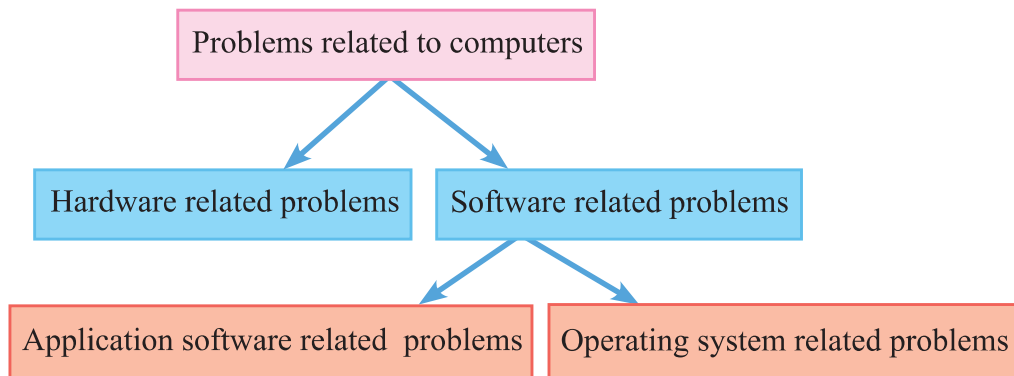 Problems related to computers
Hardware related problems
Software related problems
Application software related  problems
Operating system related problems